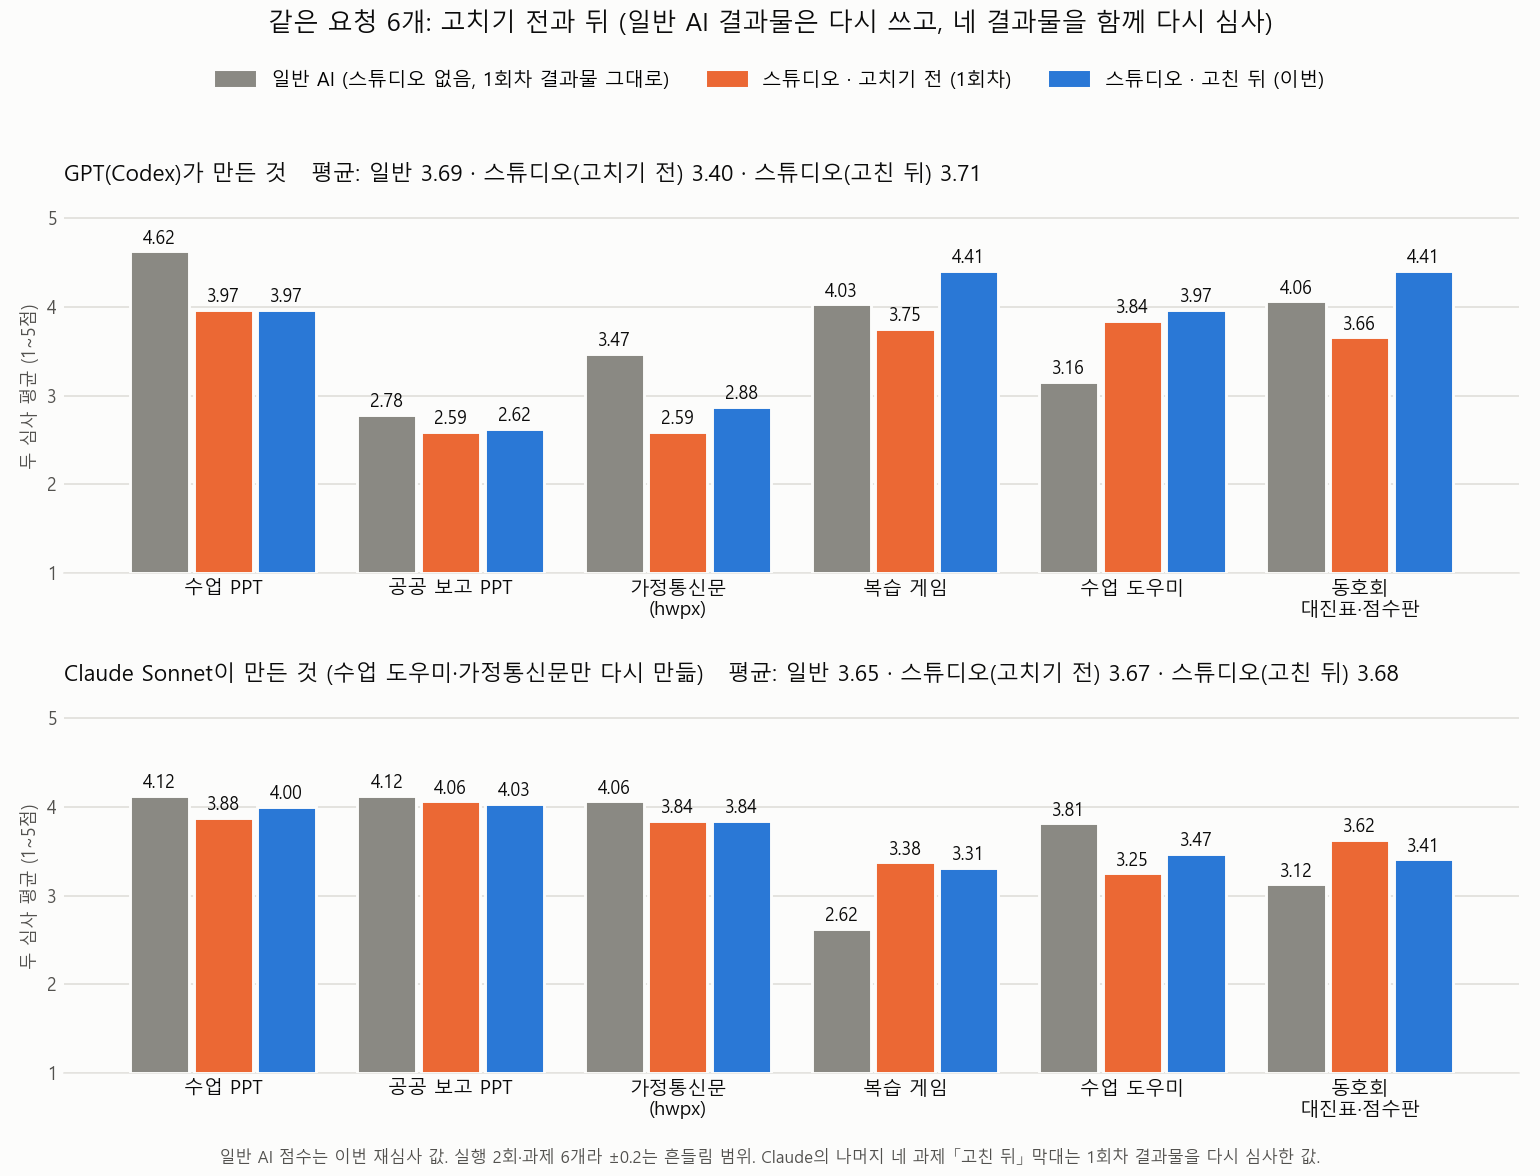 같은 요청 6개: 고치기 전과 뒤 (일반 AI 결과물은 다시 쓰고, 네 결과물을 함께 다시 심사)
일반 AI (스튜디오 없음, 1회차 결과물 그대로)
스튜디오 · 고치기 전 (1회차)
스튜디오 · 고친 뒤 (이번)
GPT(Codex)가 만든 것 평균: 일반 3.69 · 스튜디오(고치기 전) 3.40 · 스튜디오(고친 뒤) 3.71
두 심사 평균 (1~5점)
5
4
3
2
1
4.62
3.97
3.97
2.78
2.59
2.62
3.47
2.59
2.88
4.03
3.75
4.41
3.16
3.84
3.97
4.06
3.66
4.41
수업 PPT
공공 보고 PPT
가정통신문
(hwpx)
복습 게임
수업 도우미
동호회
대진표·점수판
Claude Sonnet이 만든 것 (수업 도우미·가정통신문만 다시 만듦) 평균: 일반 3.65 · 스튜디오(고치기 전) 3.67 · 스튜디오(고친 뒤) 3.68
두 심사 평균 (1~5점)
5
4
3
2
1
4.12
3.88
4.00
4.12
4.06
4.03
4.06
3.84
3.84
2.62
3.38
3.31
3.81
3.25
3.47
3.12
3.62
3.41
수업 PPT
공공 보고 PPT
가정통신문
(hwpx)
복습 게임
수업 도우미
동호회
대진표·점수판
일반 AI 점수는 이번 재심사 값. 실행 2회·과제 6개라 ±0.2는 흔들림 범위. Claude의 나머지 네 과제 「고친 뒤」 막대는 1회차 결과물을 다시 심사한 값.